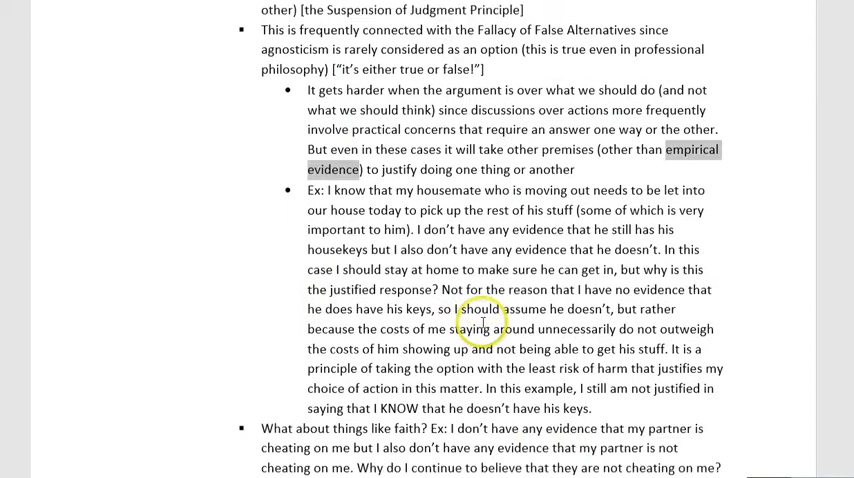 other) [the Suspension of Judgment Principle]
This is frequently connected with the Fallacy of False Alternatives since
agnosticism is rarely considered as an option (this is true even in professional
philosophy) [“it’s either true or false!”]
It gets harder when the argument is over what we should do (and not
what we should think) since discussions over actions more frequently
involve practical concerns that require an answer one way or the other.
But even in these cases it will take other premises (other than empirical
evidence) to justify doing one thing or another
Ex: I know that my housemate who is moving out needs to be let into
our house today to pick up the rest of his stuff (some of which is very
important to him). I don’t have any evidence that he still has his
housekeys but I also don’t have any evidence that he doesn’t. In this
case I should stay at home to make sure he can get in, but why is this
the justified response? Not for the reason that I have no evidence that
he does have his keys, so I should assume he doesn’t, but rather
because the costs of me staying around unnecessarily do not outweigh
the costs of him showing up and not being able to get his stuff. It is a
principle of taking the option with the least risk of harm that justifies my
choice of action in this matter. In this example, I still am not justified in
saying that I KNOW that he doesn’t have his keys.
What about things like faith? Ex: I don’t have any evidence that my partner is
cheating on me but I also don’t have any evidence that my partner is not
cheating on me. Why do I continue to believe that they are not cheating on me?